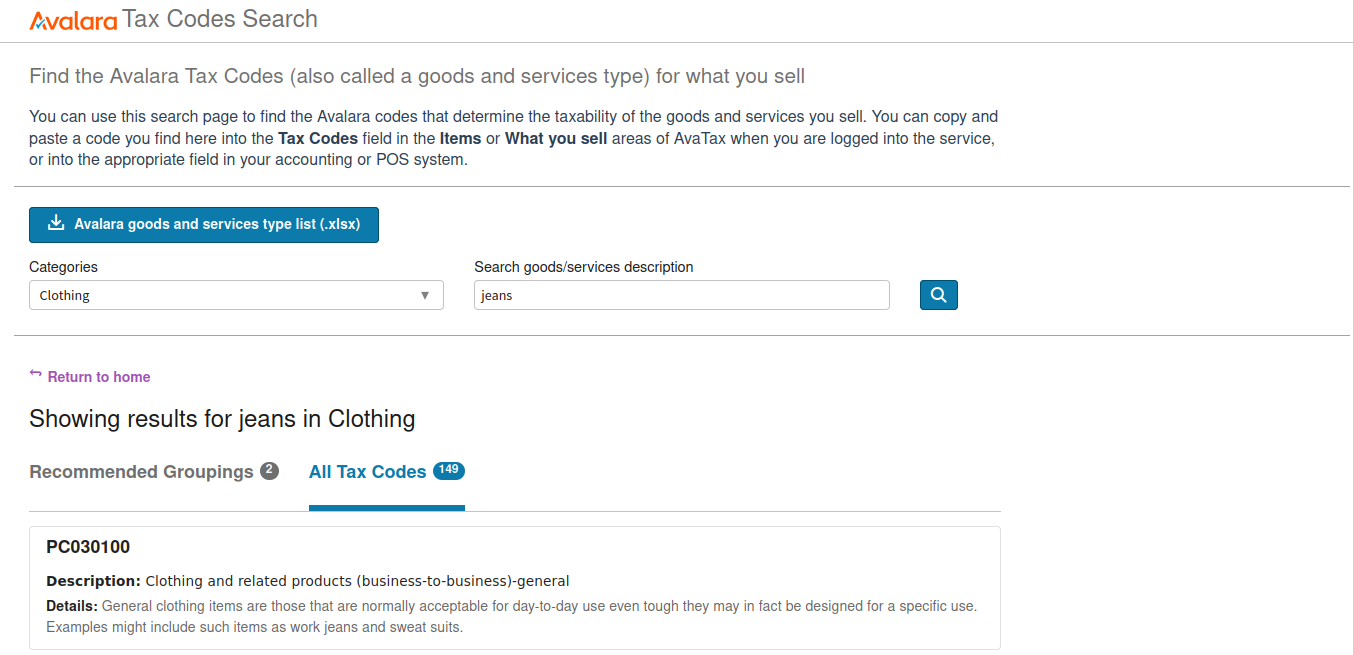 Avalara Tax Codes Search
Find the Avalara Tax Codes (also called a goods and services type) for what you sell
You can use this search page to find the Avalara codes that determine the taxability of the goods and services you sell. You can copy and
paste a code you find here into the Tax Codes field in the Items or What you sell areas of AvaTax when you are logged into the service,
or into the appropriate field in your accounting or POS system.
Avalara goods and services type list (.xlsx)
Categories
Search goods/services description
Clothing
jeans
Return to home
Showing results for jeans in Clothing
Recommended Groupings 2
All Tax Codes 149
PC030100
Description: Clothing and related products (business-to-business)-general
Details: General clothing items are those that are normally acceptable for day-to-day use even tough they may in fact be designed for a specific use.
Examples might include such items as work jeans and sweat suits.